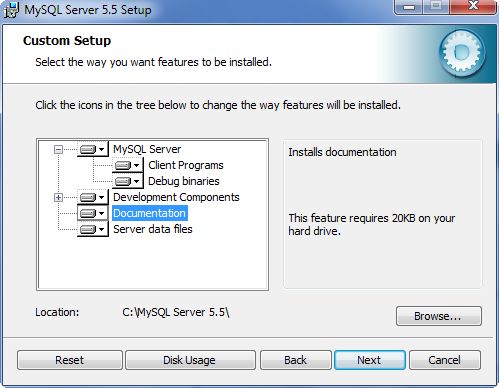 MySQL Server 5.5 Setup
Custom Setup
Select the way you want features to be installed.
Click the icons in the tree below to change the way features will be installed.
MySQL Server
Client Programs
Debug binaries
Development Components
Documentation
Server data files
Installs documentation
This feature requires 20KB on your
hard drive.
Location: C:\MySQL Server 5.5\
Browse...
Reset Disk Usage Back Next Cancel